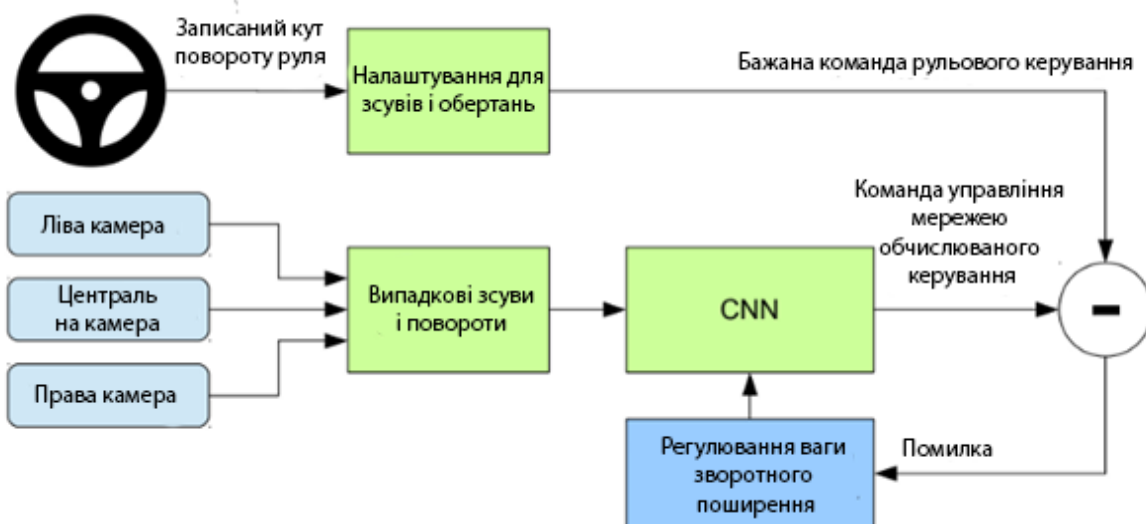 Записаний кут
повороту руля
Налаштування для
зсувів і обертань
Бажана команда рульового керування
Ліва камера
Централь
на камера
Права камера
Випадкові зсуви
і повороти
CNN
Команда управління
мережею
обчислюваного
керування
-
Регулювання ваги
зворотного
поширення
Помилка